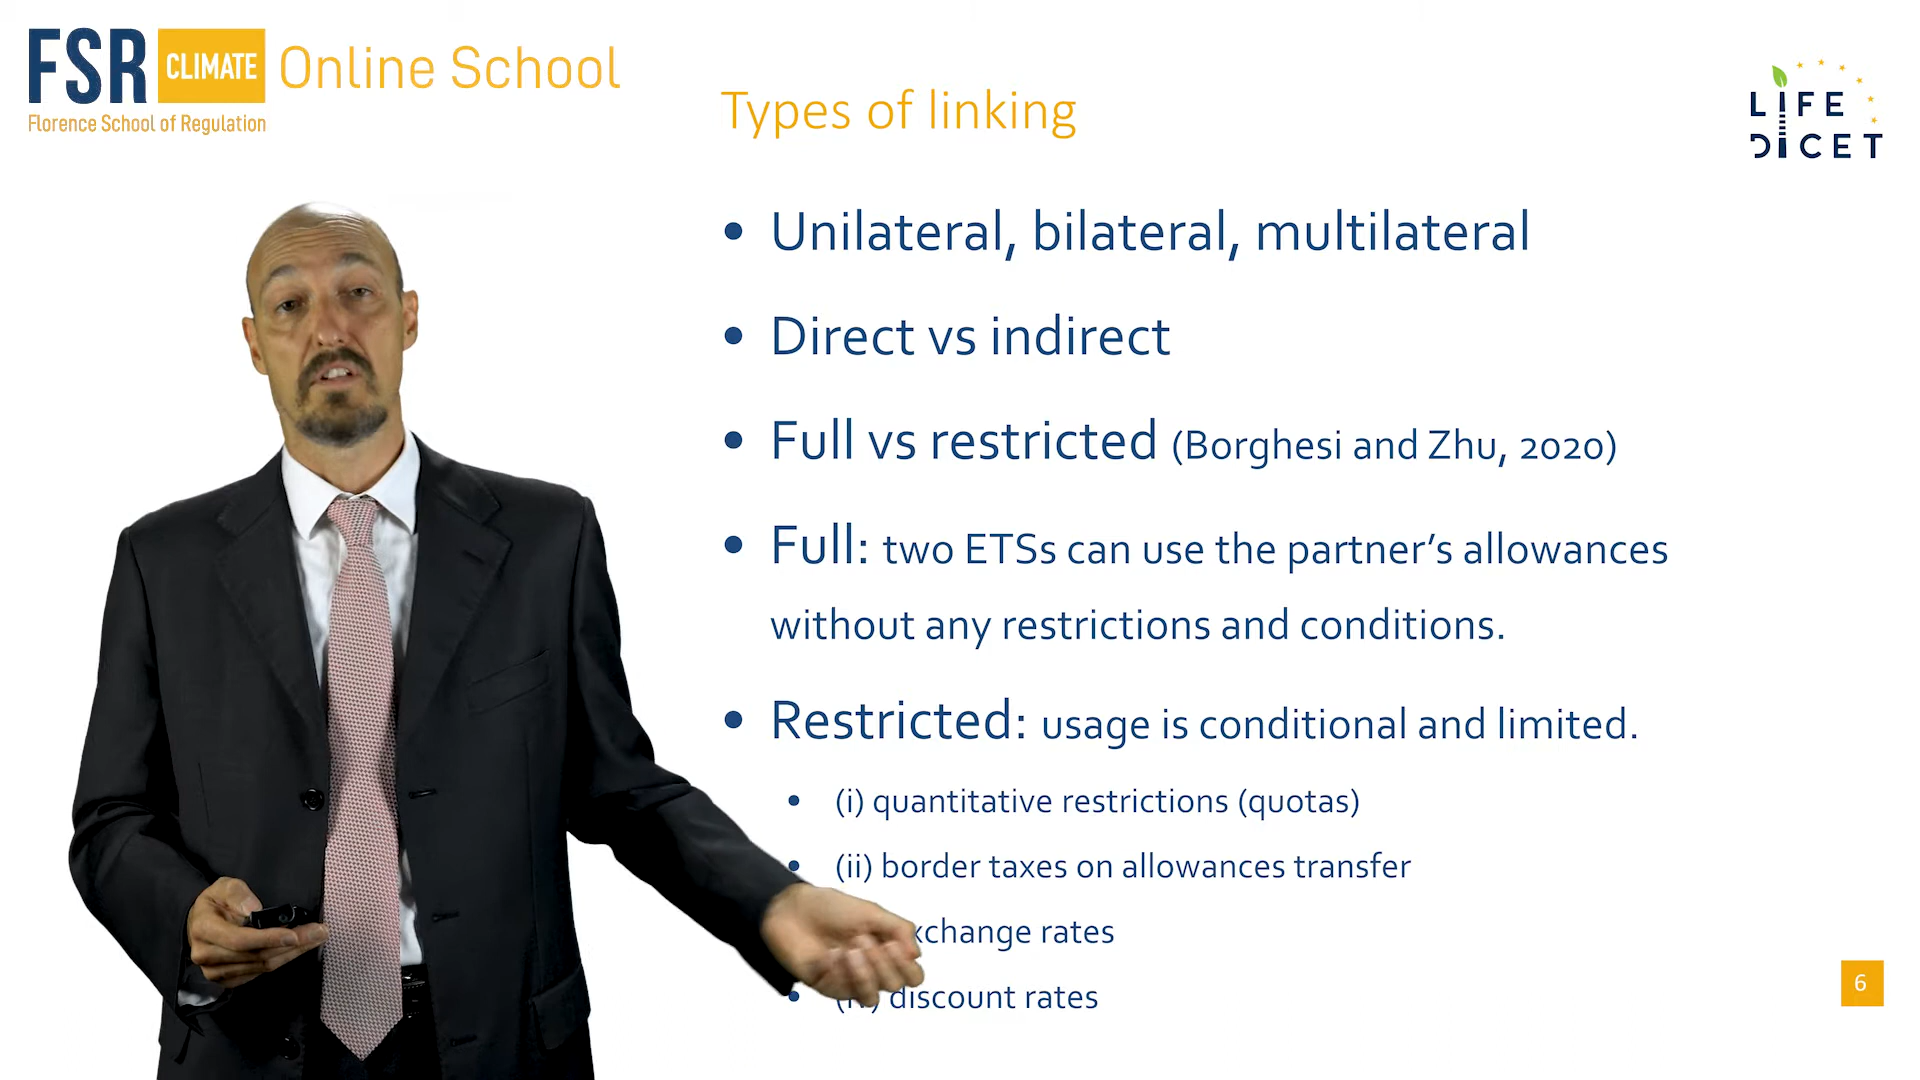 FSR CLIMATE Online School
Florence School of Regulation
Types of linking
LIFE
DICET
• Unilateral, bilateral, multilateral
• Direct vs indirect
• Full vs restricted (Borghesi and Zhu, 2020)
• Full: two ETSs can use the partner’s allowances
without any restrictions and conditions.
• Restricted: usage is conditional and limited.
• (i) quantitative restrictions (quotas)
• (ii) border taxes on allowances transfer
rates
• discount rates
6